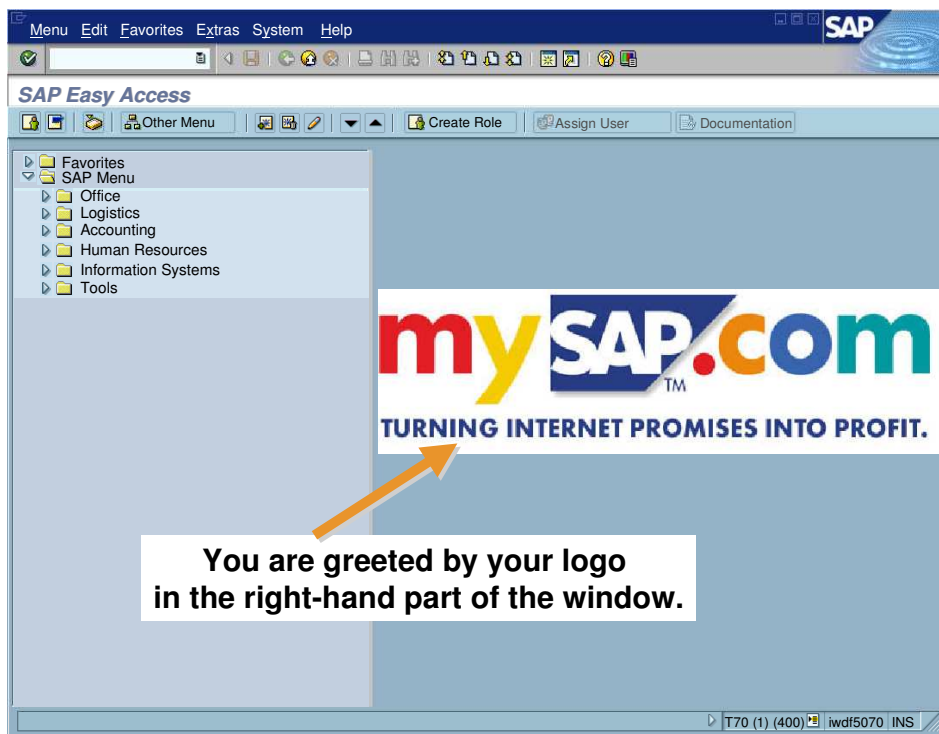 Menu Edit Favorites Extras System Help
SAP
SAP Easy Access
Other Menu Create Role Assign User Documentation
Favorites
SAP Menu
Office
Logistics
Accounting
Human Resources
Information Systems
Tools
mySAP.com
TM
TURNING INTERNET PROMISES INTO PROFIT.
You are greeted by your logo
in the right-hand part of the window.
T70 (1) (400) iwdf5070 INS